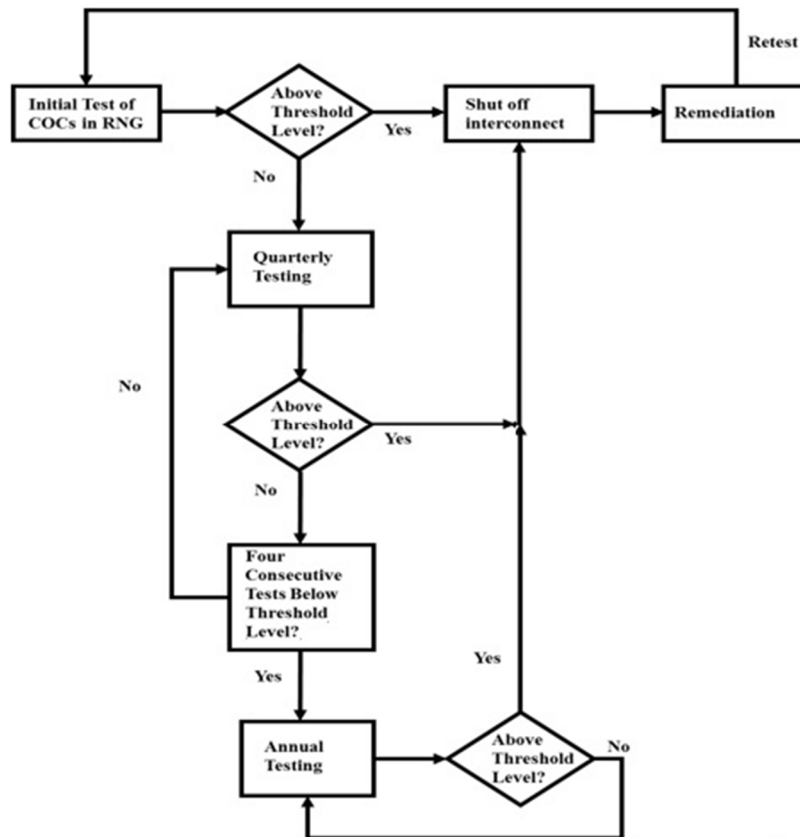 Retest
Initial Test of
COCs in RNG
Above
Threshold
Level?
Yes
Shut off
interconnect
Remediation
No
Quarterly
Testing
No
Above
Threshold
Level?
Yes
No
Four
Consecutive
Tests Below
Threshold
Level?
Yes
Yes
Annual
Testing
Above
Threshold
Level?
No